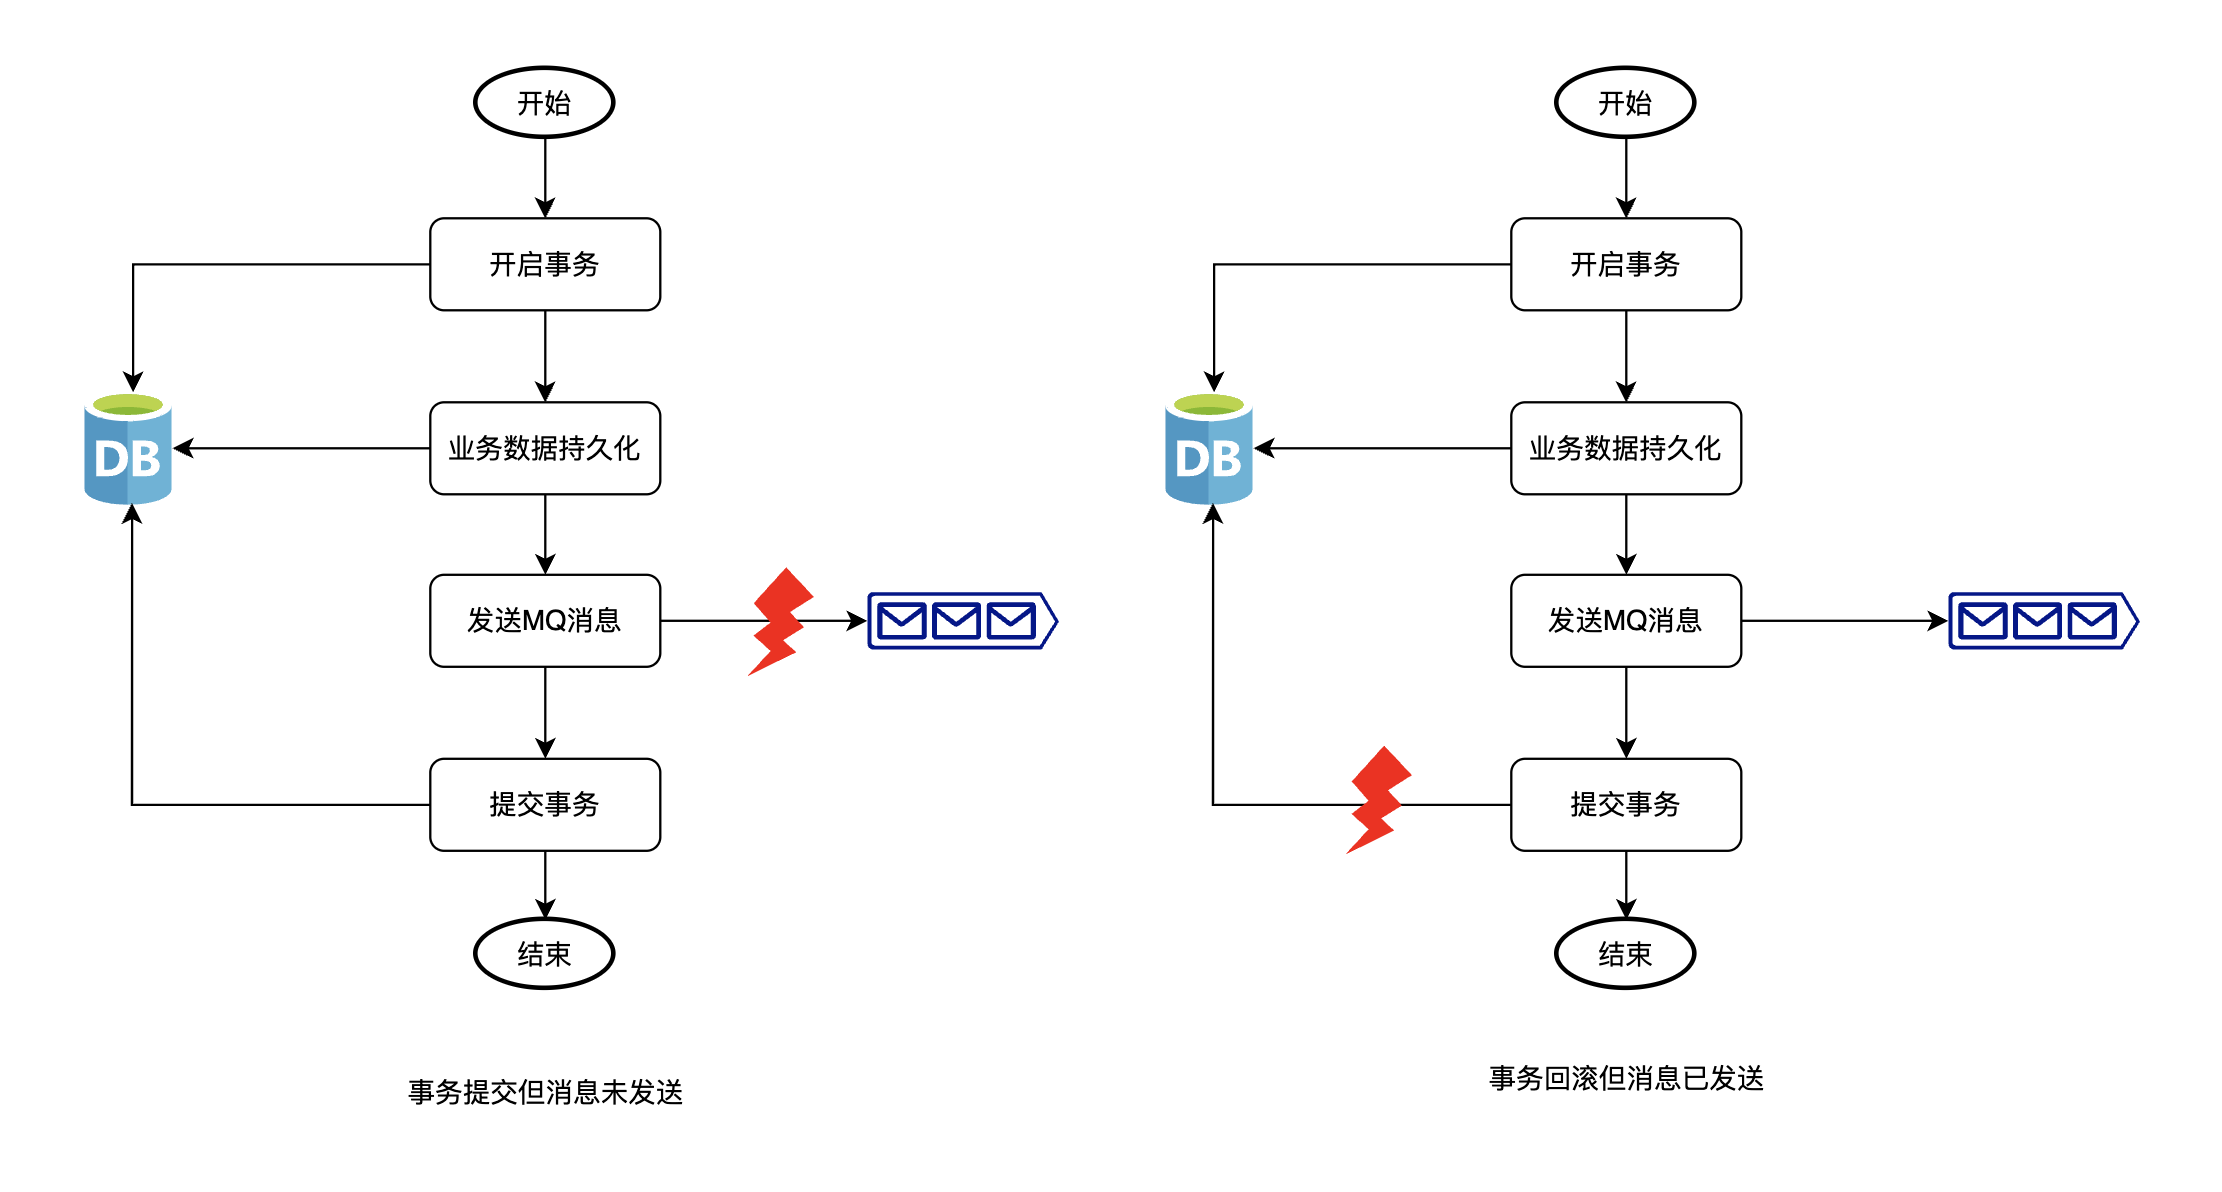 开始
开启事务
DB
业务数据持久化
发送MQ消息
提交事务
结束
事务提交但消息未发送
开始
开启事务
DB
业务数据持久化
发送MQ消息
提交事务
结束
事务回滚但消息已发送